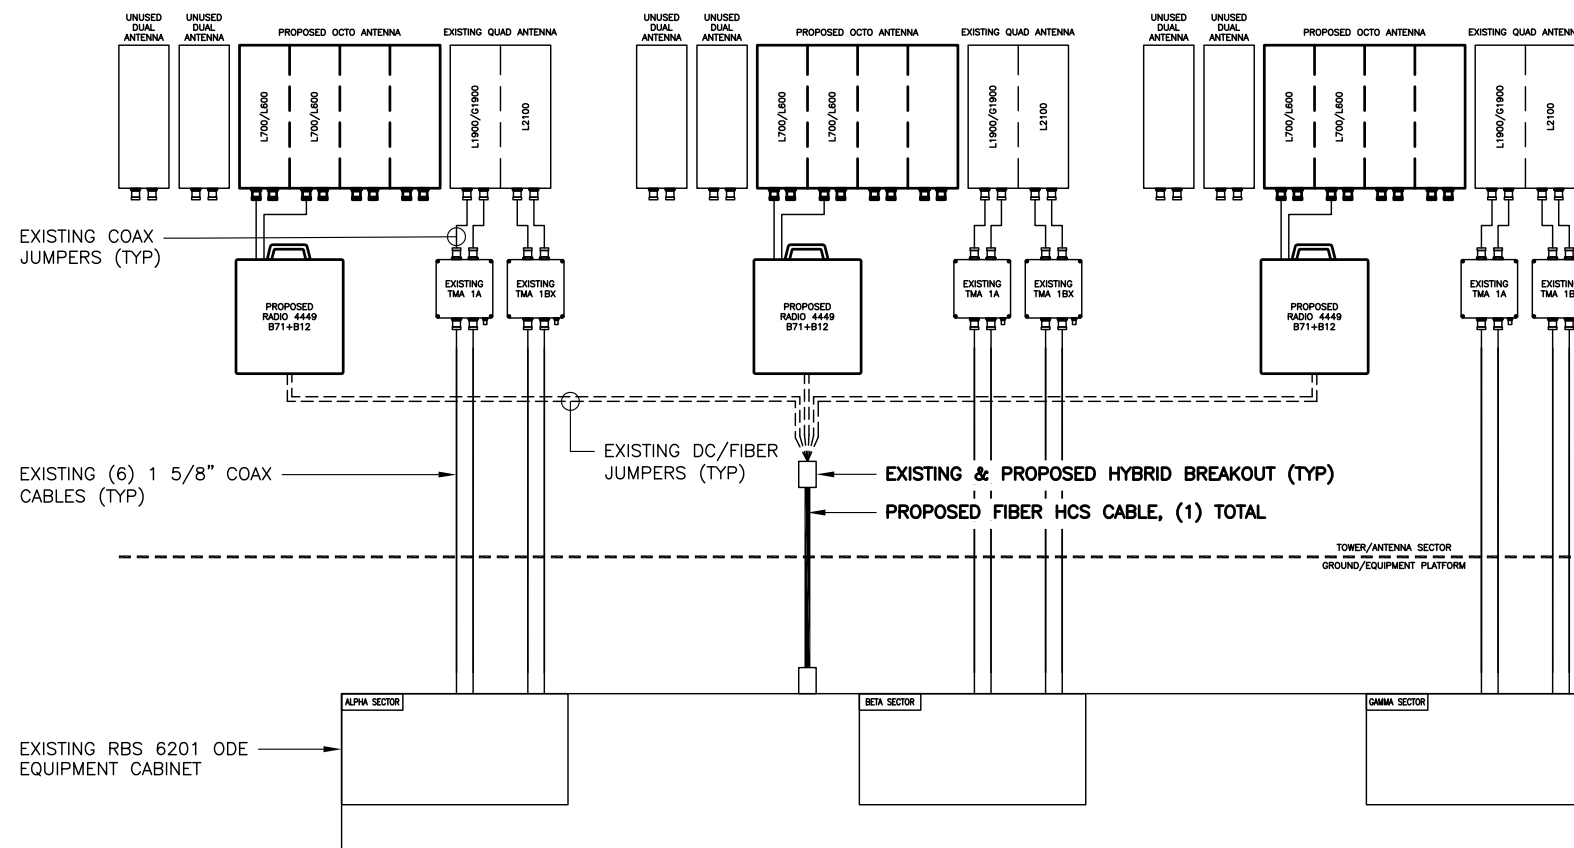 UNUSED
DUAL
ANTENNA
UNUSED
DUAL
ANTENNA
PROPOSED OCTO ANTENNA
EXISTING QUAD ANTENNA
UNUSED
DUAL
ANTENNA
UNUSED
DUAL
ANTENNA
PROPOSED OCTO ANTENNA
EXISTING QUAD ANTENNA
UNUSED
DUAL
ANTENNA
UNUSED
DUAL
ANTENNA
PROPOSED OCTO ANTENNA
EXISTING QUAD ANTENN
L700/L600
L700/L600
L1900/G1900
L2100
L700/L600
L700/L600
L1900/G1900
L2100
L700/L600
L700/L600
L1900/G1900
L2100
EXISTING COAX
JUMPERS (TYP)
PROPOSED
RADIO 4449
B71+B12
EXISTING
TMA 1A
EXISTING
TMA 1BX
PROPOSED
RADIO 4449
B71+B12
EXISTING
TMA 1A
EXISTING
TMA 1BX
PROPOSED
RADIO 4449
B71+B12
EXISTING
TMA 1A
EXISTIN
TMA 1B
EXISTING DC/FIBER
JUMPERS (TYP)
EXISTING (6) 1 5/8" COAX
CABLES (TYP)
EXISTING & PROPOSED HYBRID BREAKOUT (TYP)
PROPOSED FIBER HCS CABLE, (1) TOTAL
TOWER/ANTENNA SECTOR
GROUND/EQUIPMENT PLATFORM
ALPHA SECTOR
BETA SECTOR
GAMMA SECTOR
EXISTING RBS 6201 ODE
EQUIPMENT CABINET